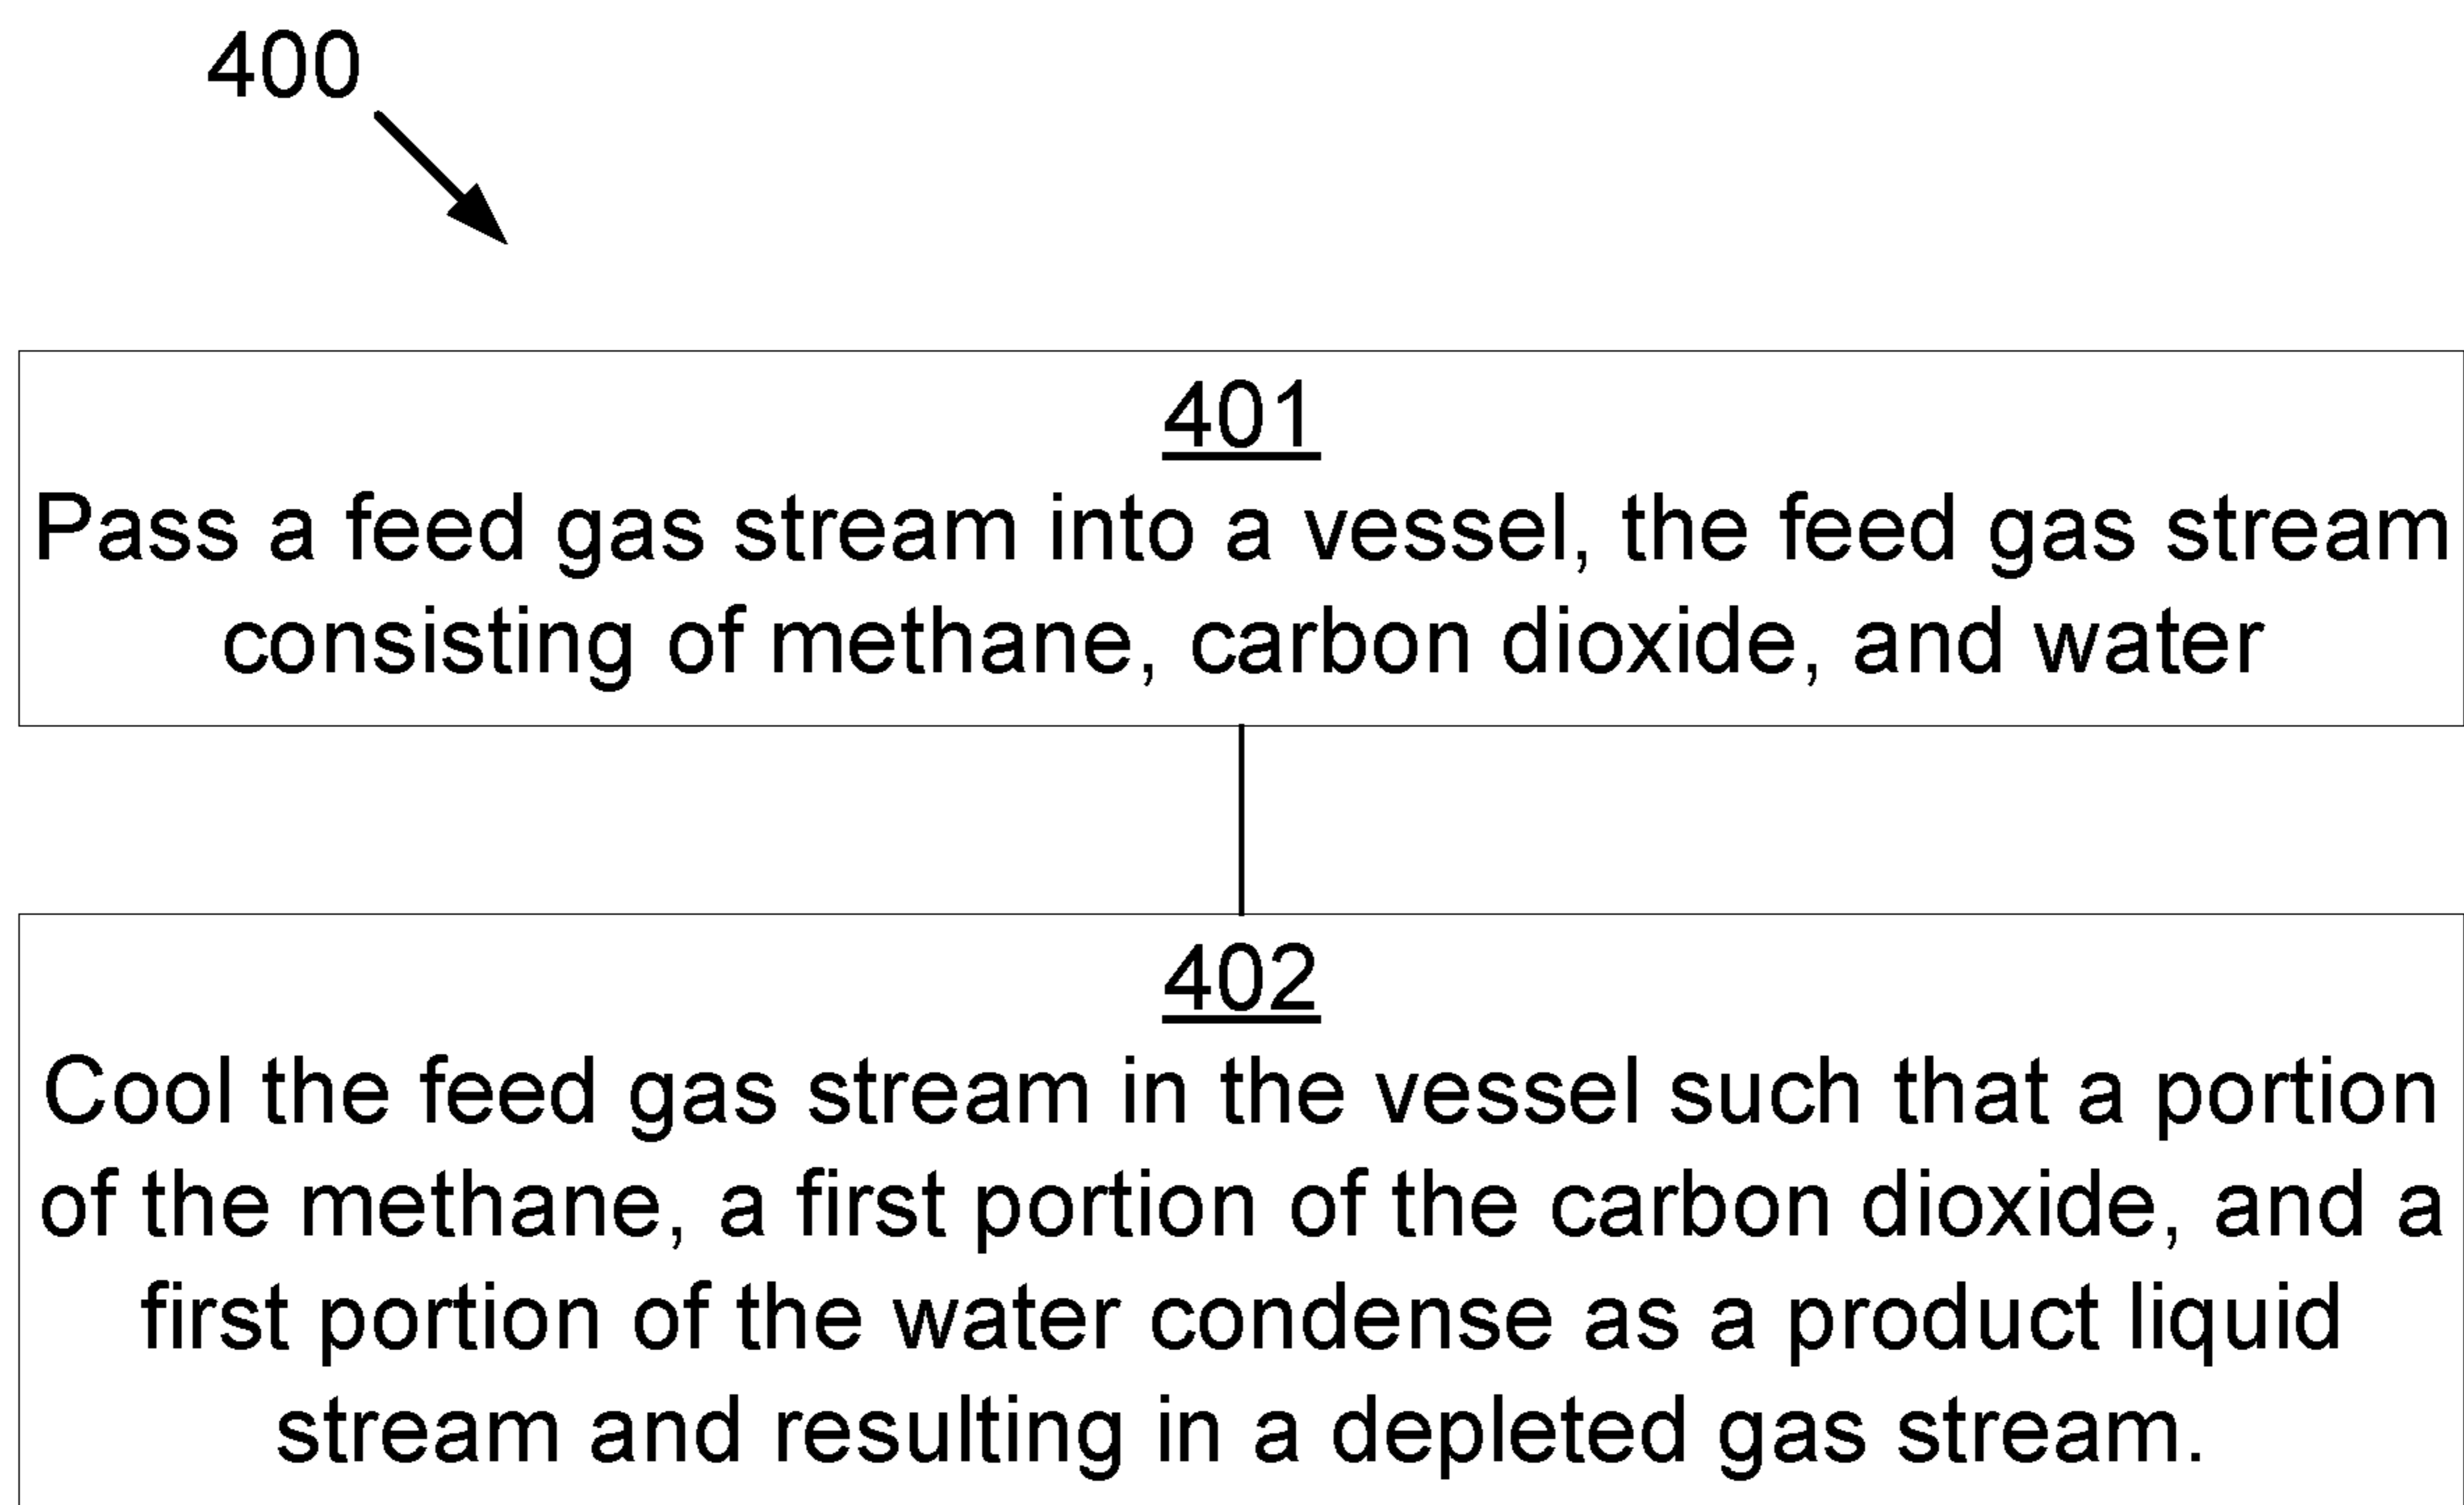 400
401
Pass a feed gas stream into a vessel, the feed gas stream
consisting of methane, carbon dioxide, and water
402
Cool the feed gas stream in the vessel such that a portion
of the methane, a first portion of the carbon dioxide, and a
first portion of the water condense as a product liquid
stream and resulting in a depleted gas stream.